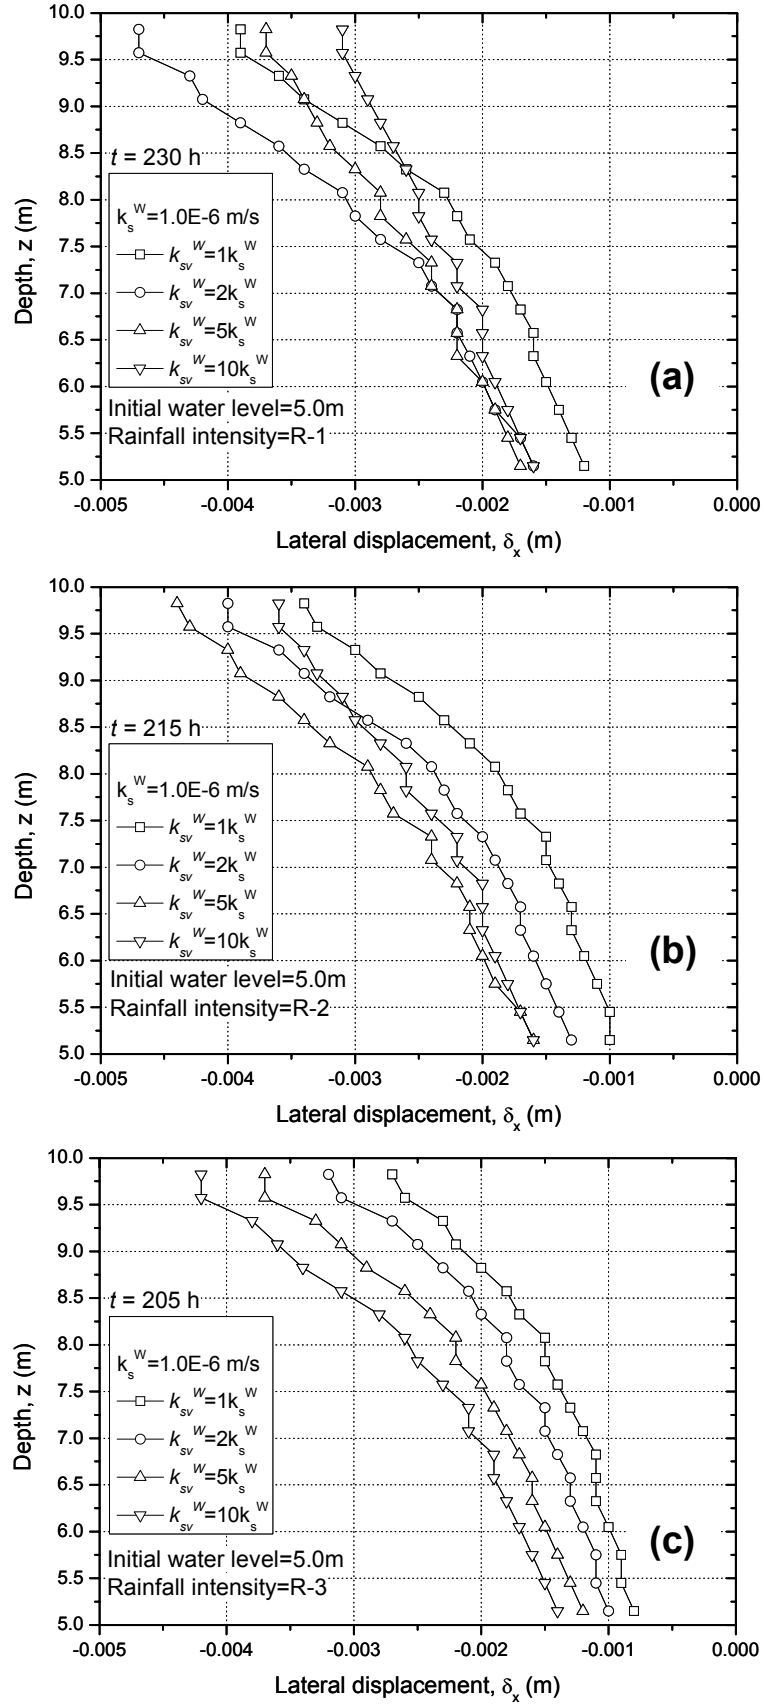 10.0
9.5
9.0
8.5
8.0
7.5
7.0
6.5
6.0
5.5
5.0
Depth, z (m)
t = 230 h
k_s^W=1.0E-6 m/s
k_sv^W=1k_s^W
k_sv^W=2k_s^W
k_sv^W=5k_s^W
k_sv^W=10k_s^W
Initial water level=5.0m
Rainfall intensity=R-1
(a)
-0.005 -0.004 -0.003 -0.002 -0.001 0.000
Lateral displacement, δ_x (m)
10.0
9.5
9.0
8.5
8.0
7.5
7.0
6.5
6.0
5.5
5.0
Depth, z (m)
t = 215 h
k_s^W=1.0E-6 m/s
k_sv^W=1k_s^W
k_sv^W=2k_s^W
k_sv^W=5k_s^W
k_sv^W=10k_s^W
Initial water level=5.0m
Rainfall intensity=R-2
(b)
-0.005 -0.004 -0.003 -0.002 -0.001 0.000
Lateral displacement, δ_x (m)
10.0
9.5
9.0
8.5
8.0
7.5
7.0
6.5
6.0
5.5
5.0
Depth, z (m)
t = 205 h
k_s^W=1.0E-6 m/s
k_sv^W=1k_s^W
k_sv^W=2k_s^W
k_sv^W=5k_s^W
k_sv^W=10k_s^W
Initial water level=5.0m
Rainfall intensity=R-3
(c)
-0.005 -0.004 -0.003 -0.002 -0.001 0.000
Lateral displacement, δ_x (m)